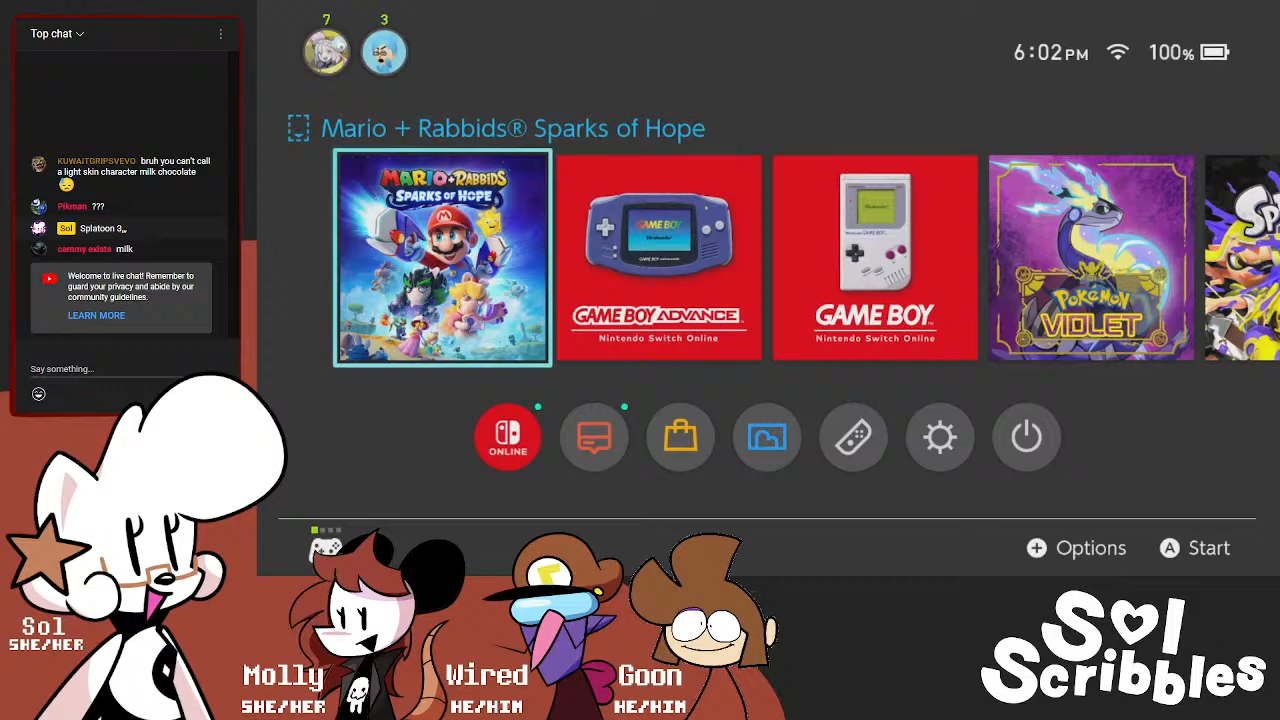 Top chat
KUWAITGRIPSVEVO bruh you can't call
a light skin character milk chocolate
Pikman ???
Sol Splatoon 3,,,
cammy exists milk
Welcome to live chat! Remember to
guard your privacy and abide by our
community guidelines.
LEARN MORE
Say something...
7
3
6:02 PM
100%
Mario + Rabbids® Sparks of Hope
MARIO + RABBIDS
SPARKS OF HOPE
GAME BOY ADVANCE™
Nintendo Switch Online
GAME BOY™
Nintendo Switch Online
POKÉMON
VIOLET
ONLINE
+ Options
A Start
Sol
SHE/HER
Molly
SHE/HER
Wired
HE/HIM
Goon
HE/HIM
Sol
Scribbles